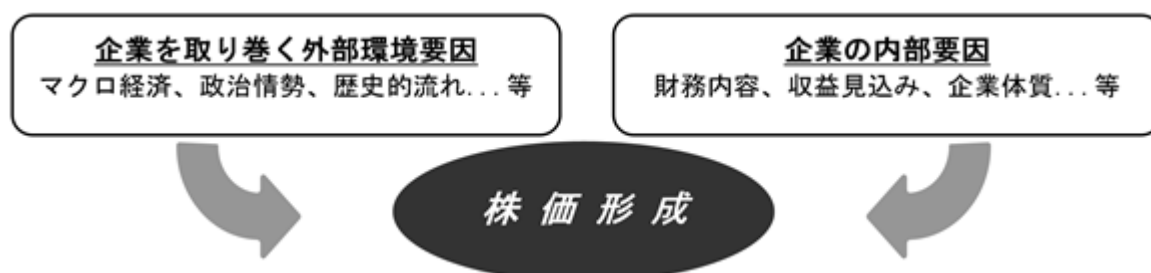 企業を取り巻く外部環境要因
マクロ経済、政治情勢、歴史的流れ...等
企業の内部要因
財務内容、収益見込み、企業体質...等
株価形成